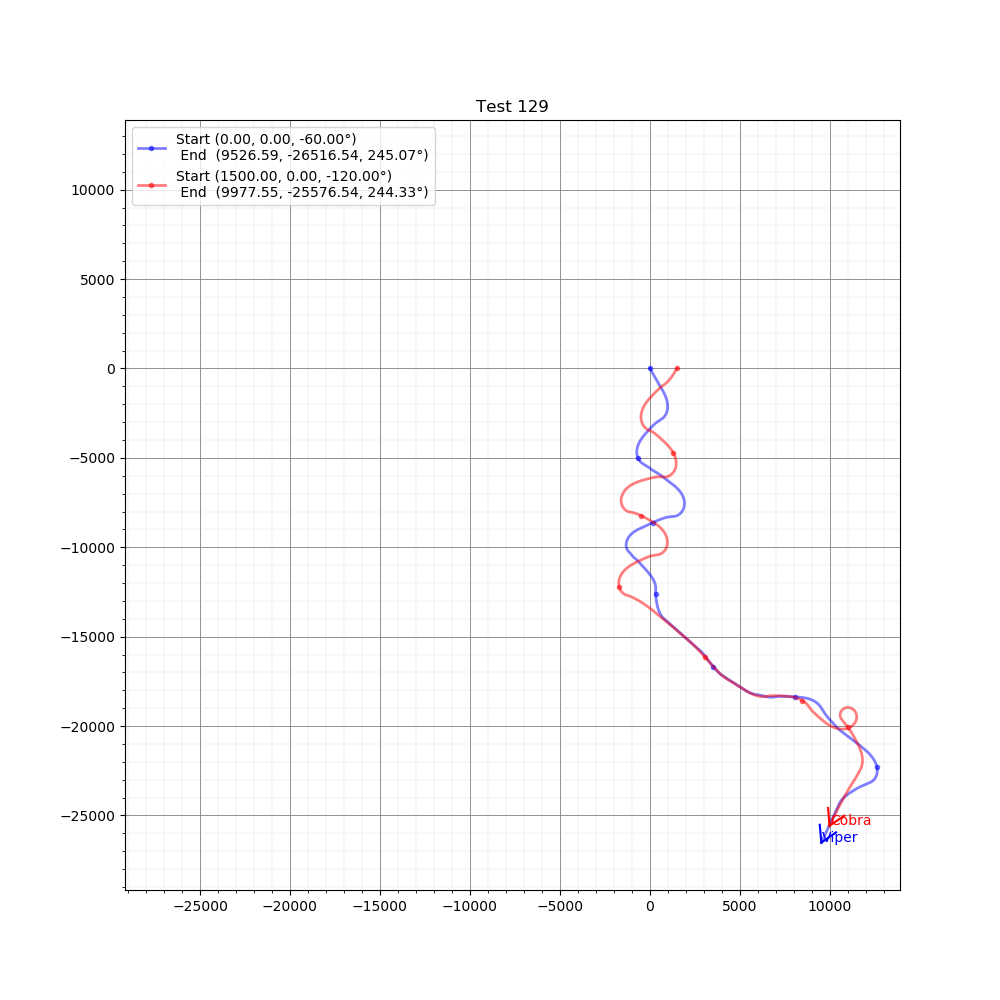 Test 129
Start (0.00, 0.00, -60.00°)
End  (9526.59, -26516.54, 245.07°)
Start (1500.00, 0.00, -120.00°)
End  (9977.55, -25576.54, 244.33°)
10000
5000
0
−5000
−10000
−15000
−20000
−25000
Cobra
Viper
−25000 −20000 −15000 −10000 −5000 0 5000 10000